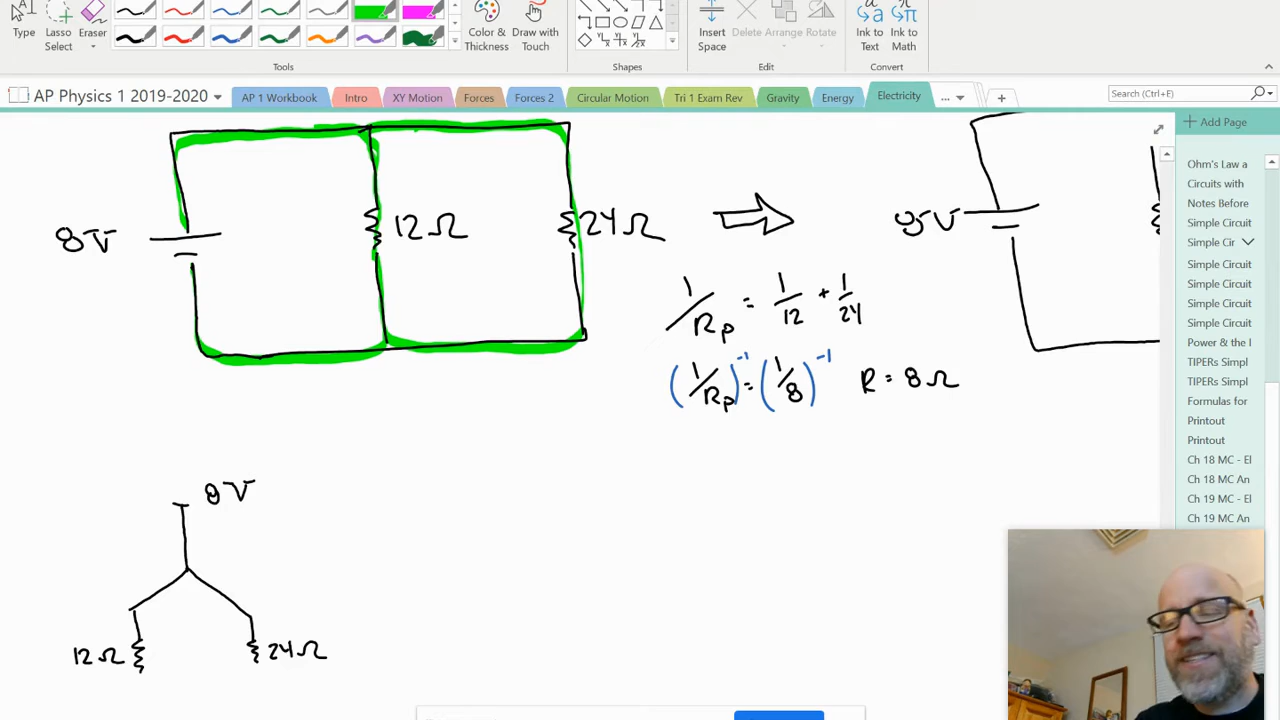 Type
Lasso Select
Eraser
Color & Thickness
Draw with Touch
Insert Space
Delete
Arrange
Rotate
Ink to Text
Ink to Math
Tools
Shapes
Edit
Convert
AP Physics 1 2019-2020
AP 1 Workbook
Intro
XY Motion
Forces
Forces 2
Circular Motion
Tri 1 Exam Rev
Gravity
Energy
Electricity
...
Search (Ctrl+E)
Add Page
Ohm's Law a
Circuits with
Notes Before
Simple Circuit
Simple Cir
Simple Circuit
Simple Circuit
Simple Circuit
Simple Circuit
Power & the I
TIPERs Simpl
TIPERs Simpl
Formulas for
Printout
Printout
Ch 18 MC - El
Ch 18 MC An
Ch 19 MC - El
Ch 19 MC An
8V
12Ω
24Ω
1/Rp = 1/12 + 1/24
(1/Rp)⁻¹ = (1/8)⁻¹ R = 8Ω
8V
12Ω
24Ω